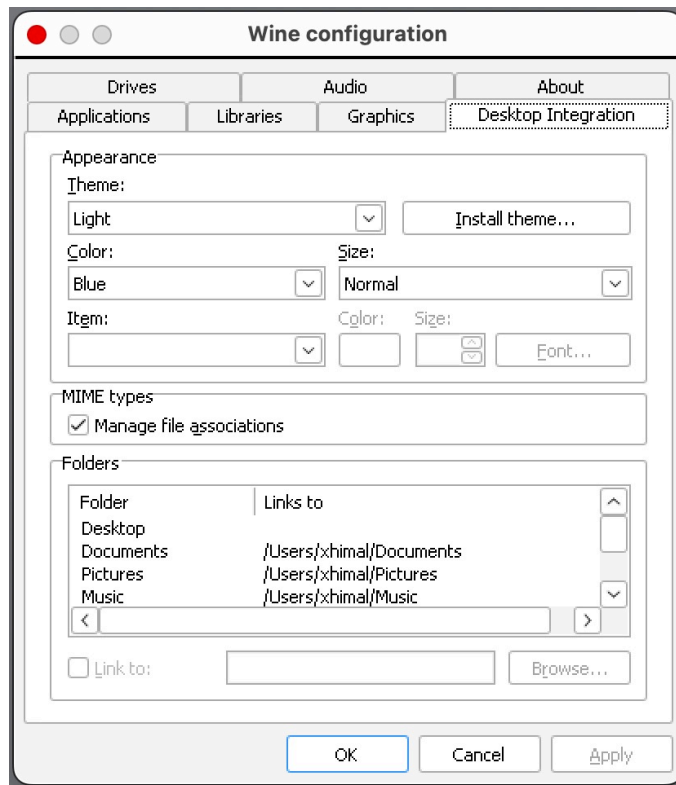 Wine configuration
Drives Audio About
Applications Libraries Graphics Desktop Integration
Appearance
Theme:
Light Install theme...
Color: Size:
Blue Normal
Item: Color: Size:
Font...
MIME types
Manage file associations
Folders
Folder Links to
Desktop
Documents /Users/xhimal/Documents
Pictures /Users/xhimal/Pictures
Music /Users/xhimal/Music
Link to: Browse...
OK Cancel Apply